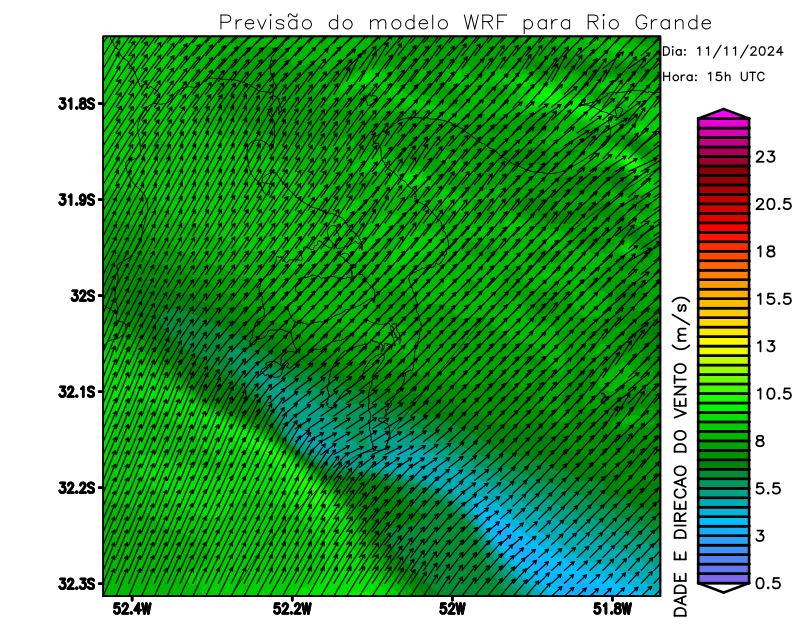 Previsão do modelo WRF para Rio Grande
Dia: 11/11/2024
Hora: 15h UTC
31.8S
31.9S
32S
32.1S
32.2S
32.3S
52.4W
52.2W
52W
51.8W
23
20.5
18
15.5
13
10.5
8
5.5
3
0.5
DADE E DIRECAO DO VENTO (m/s)